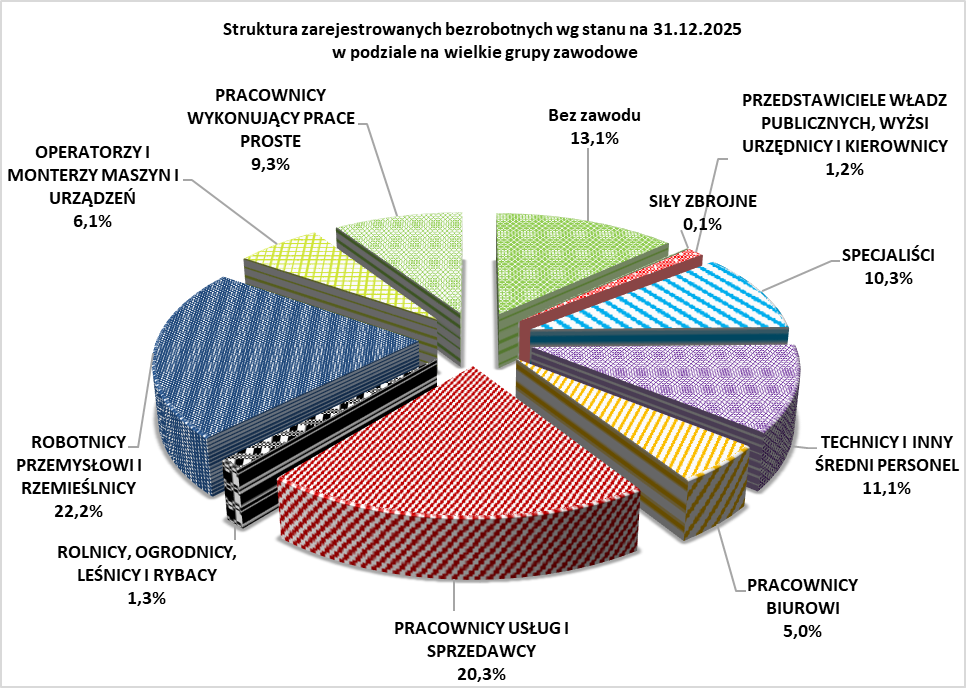 Struktura zarejestrowanych bezrobotnych wg stanu na 31.12.2025
w podziale na wielkie grupy zawodowe
Bez zawodu
13,1%
PRZEDSTAWICIELE WŁADZ
PUBLICZNYCH, WYŻSI
URZĘDNICY I KIEROWNICY
1,2%
SIŁY ZBROJNE
0,1%
SPECJALIŚCI
10,3%
TECHNICY I INNY
ŚREDNI PERSONEL
11,1%
PRACOWNICY
BIUROWI
5,0%
PRACOWNICY USŁUG I
SPRZEDAWCY
20,3%
ROLNICY, OGRODNICY,
LEŚNICY I RYBACY
1,3%
ROBOTNICY
PRZEMYSŁOWI I
RZEMIEŚLNICY
22,2%
OPERATORZY I
MONTERZY MASZYN I
URZĄDZEŃ
6,1%
PRACOWNICY
WYKONUJĄCY PRACE
PROSTE
9,3%